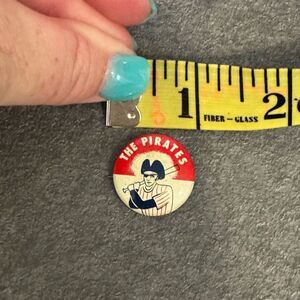 1 2
FIBER - GLASS
THE PIRATES